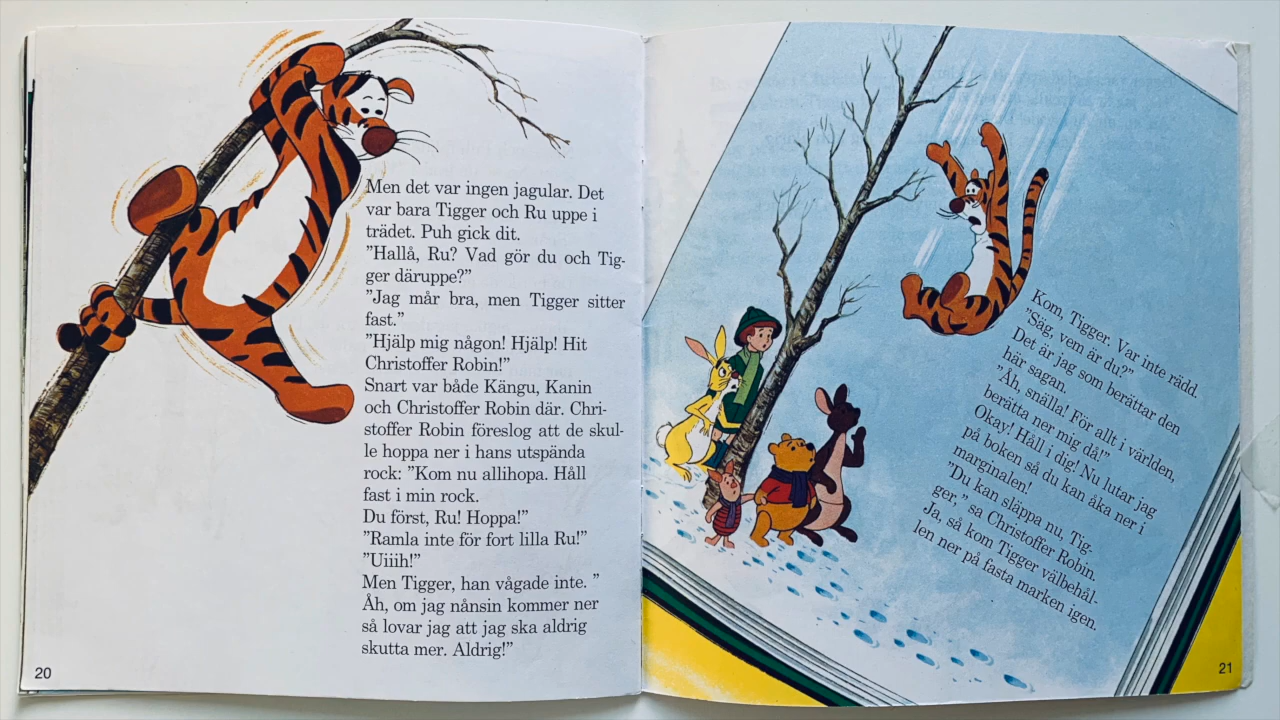 Men det var ingen jagular. Det
var bara Tigger och Ru uppe i
trädet. Puh gick dit.
”Hallå, Ru? Vad gör du och Tig-
ger däruppe?”
”Jag mår bra, men Tigger sitter
fast.”
”Hjälp mig någon! Hjälp! Hit
Christoffer Robin!”
Snart var både Kängu, Kanin
och Christoffer Robin där. Chri-
stoffer Robin föreslog att de skul-
le hoppa ner i hans utspända
rock: ”Kom nu allihopa. Håll
fast i min rock.
Du först, Ru! Hoppa!”
”Ramla inte för fort lilla Ru!”
”Uiiih!”
Men Tigger, han vågade inte. ”
Åh, om jag nånsin kommer ner
så lovar jag att jag ska aldrig
skutta mer. Aldrig!”
20
Kom, Tigger. Var inte rädd.
”Säg, vem är du?”
Det är jag som berättar den
här sagan.
”Åh, snälla! För allt i världen,
berätta ner mig då!”
Okay! Håll i dig! Nu lutar jag
på boken så du kan åka ner i
marginalen!
”Du kan släppa nu, Tig-
ger,” sa Christoffer Robin.
Ja, så kom Tigger välbehål-
len ner på fasta marken igen.
21